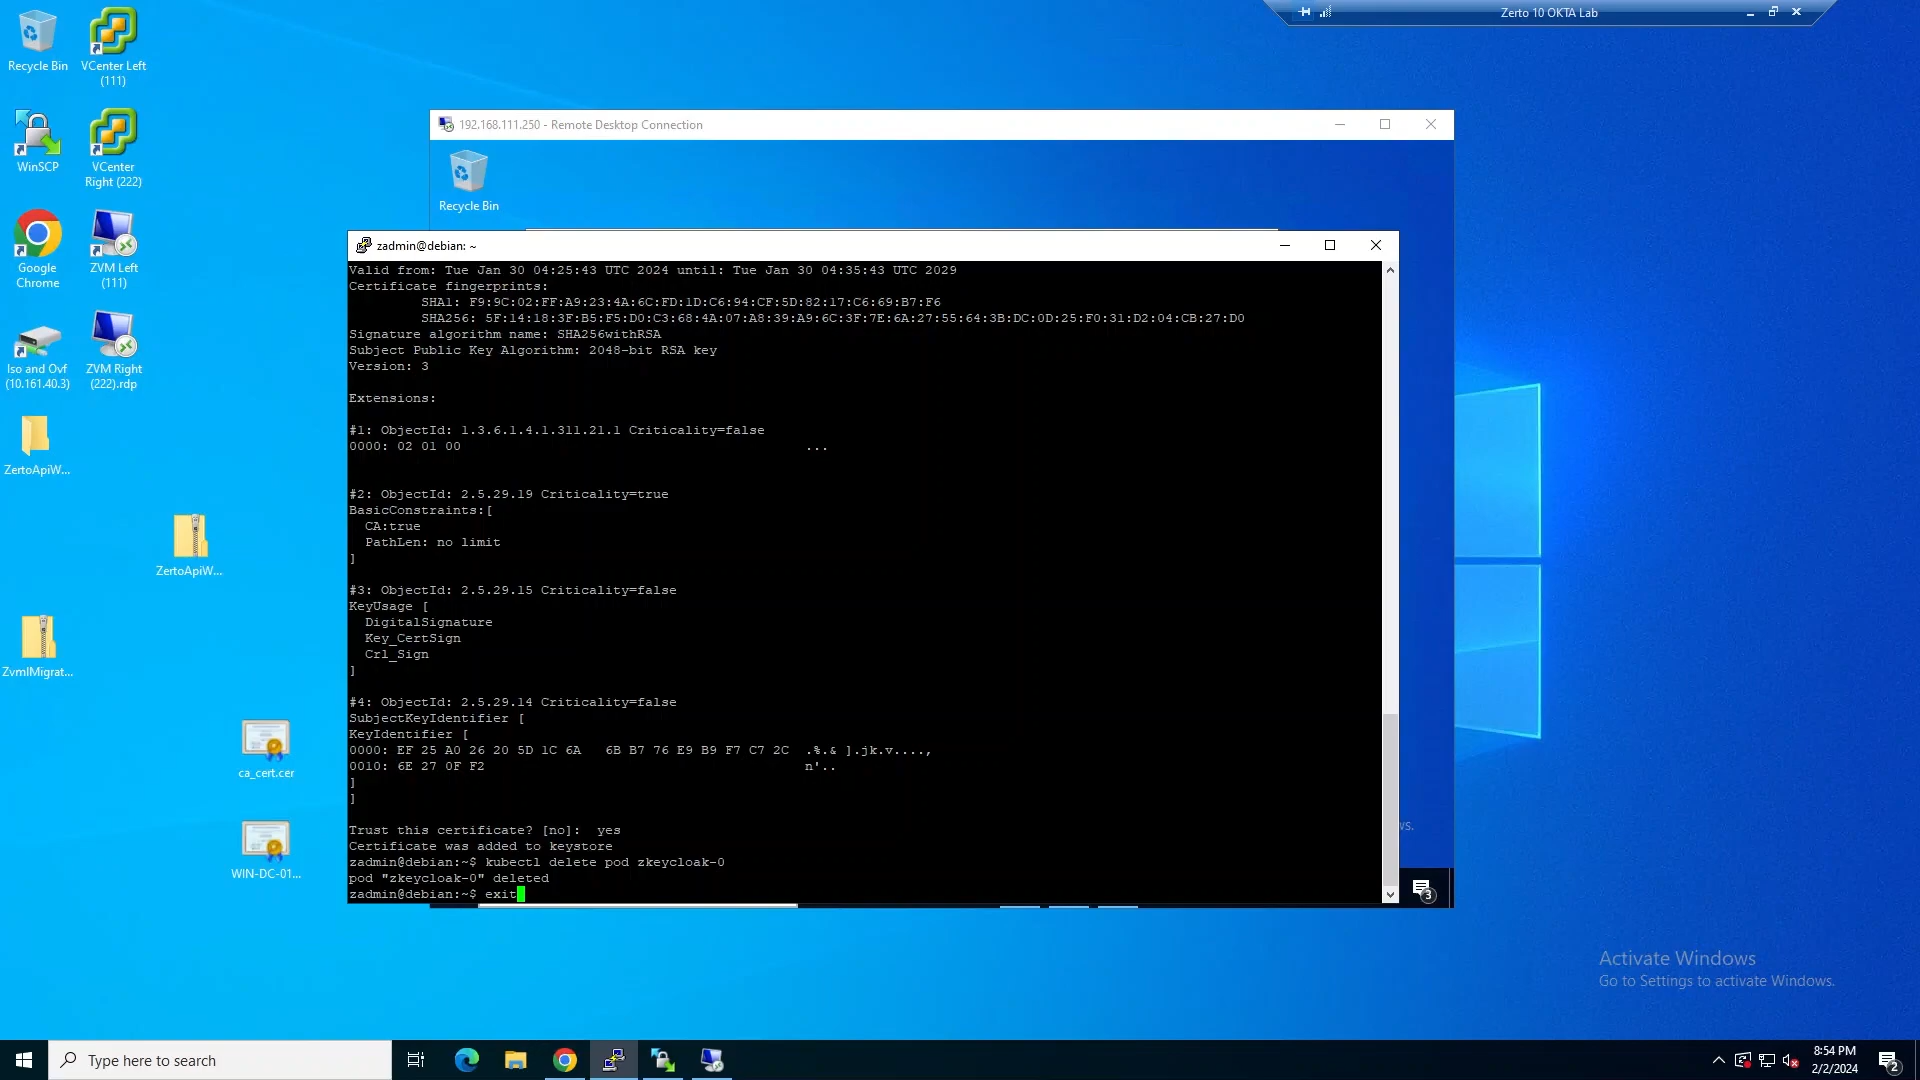 Zerto 10 OKTA Lab
Recycle Bin
VCenter Left
(111)
WinSCP
VCenter
Right (222)
Google
Chrome
ZVM Left
(111)
Iso and Ovf
(10.161.40.3)
ZVM Right
(222).rdp
ZertoApiW...
ZertoApiW...
ZvmlMigrat...
ca_cert.cer
WIN-DC-01...
192.168.111.250 - Remote Desktop Connection
Recycle Bin
zadmin@debian: ~
Valid from: Tue Jan 30 04:25:43 UTC 2024 until: Tue Jan 30 04:35:43 UTC 2029
Certificate fingerprints:
SHA1: F9:9C:02:FF:A9:23:4A:6C:FD:1D:C6:94:CF:5D:82:17:C6:69:B7:F6
SHA256: 5F:14:18:3F:B5:F5:D0:C3:68:4A:07:A8:39:A9:6C:3F:7E:6A:27:55:64:3B:DC:0D:25:F0:31:D2:04:CB:27:D0
Signature algorithm name: SHA256withRSA
Subject Public Key Algorithm: 2048-bit RSA key
Version: 3
Extensions:
#1: ObjectId: 1.3.6.1.4.1.311.21.1 Criticality=false
0000: 02 01 00 ...
#2: ObjectId: 2.5.29.19 Criticality=true
BasicConstraints:[
CA:true
PathLen: no limit
]
#3: ObjectId: 2.5.29.15 Criticality=false
KeyUsage [
DigitalSignature
Key_CertSign
Crl_Sign
]
#4: ObjectId: 2.5.29.14 Criticality=false
SubjectKeyIdentifier [
KeyIdentifier [
0000: EF 25 A0 26 20 5D 1C 6A 6B B7 76 E9 B9 F7 C7 2C .%.& ].jk.v....,
0010: 6E 27 0F F2 n'..
]
]
Trust this certificate? [no]: yes
Certificate was added to keystore
zadmin@debian:~$ kubectl delete pod zkeycloak-0
pod "zkeycloak-0" deleted
zadmin@debian:~$ exit
ws.
3
Activate Windows
Go to Settings to activate Windows.
Type here to search
8:54 PM
2/2/2024
2